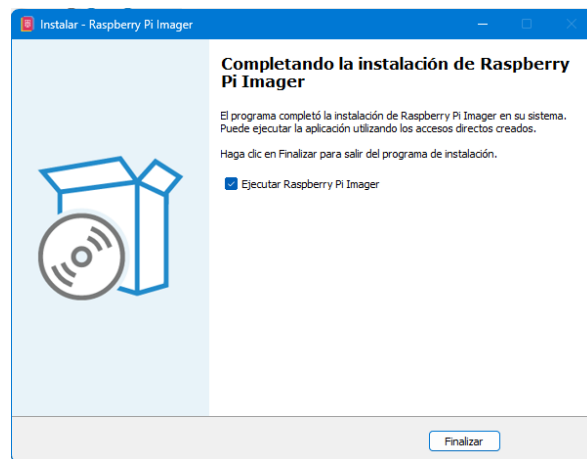 Instalar - Raspberry Pi Imager
Completando la instalación de Raspberry
Pi Imager
El programa completó la instalación de Raspberry Pi Imager en su sistema.
Puede ejecutar la aplicación utilizando los accesos directos creados.
Haga clic en Finalizar para salir del programa de instalación.
Ejecutar Raspberry Pi Imager
Finalizar